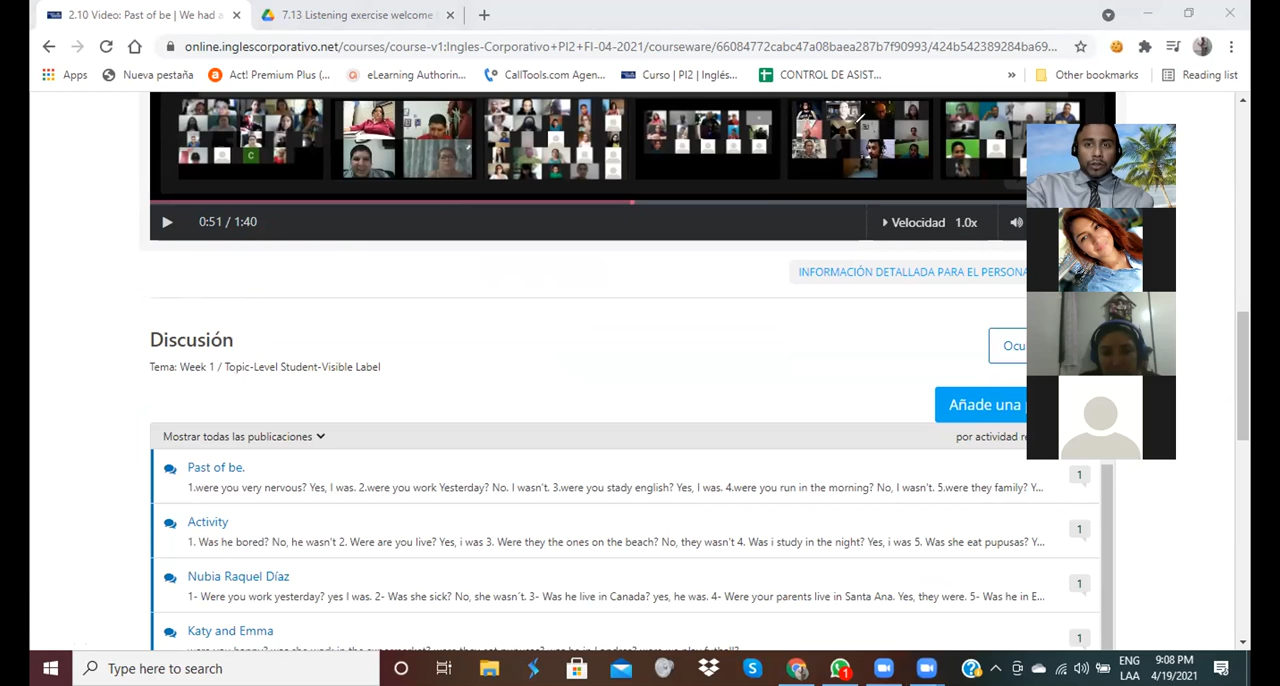 2.10 Video: Past of be | We had a
7.13 Listening exercise welcome
online.inglescorporativo.net/courses/course-v1:Ingles-Corporativo+PI2+FI-04-2021/courseware/66084772cabc47a08baea287b7f90993/424b542389284ba69...
Apps
Nueva pestaña
Act! Premium Plus (...
eLearning Authorin...
CallTools.com Agen...
Curso | PI2 | Inglés...
CONTROL DE ASIST...
»
Other bookmarks
Reading list
C
0:51 / 1:40
Velocidad 1.0x
INFORMACIÓN DETALLADA PARA EL PERSONA
Discusión
Ocu
Tema: Week 1 / Topic-Level Student-Visible Label
Añade una
Mostrar todas las publicaciones
por actividad re
Past of be.
1
1.were you very nervous? Yes, I was. 2.were you work Yesterday? No. I wasn't. 3.were you stady english? Yes, I was. 4.were you run in the morning? No, I wasn't. 5.were they family? Y...
Activity
1
1. Was he bored? No, he wasn't 2. Were are you live? Yes, i was 3. Were they the ones on the beach? No, they wasn't 4. Was i study in the night? Yes, i was 5. Was she eat pupusas? Y...
Nubia Raquel Díaz
1
1- Were you work yesterday? yes I was. 2- Was she sick? No, she wasn´t. 3- Was he live in Canada? yes, he was. 4- Were your parents live in Santa Ana. Yes, they were. 5- Was he in E...
Katy and Emma
1
Type here to search
1
ENG
LAA
9:08 PM
4/19/2021